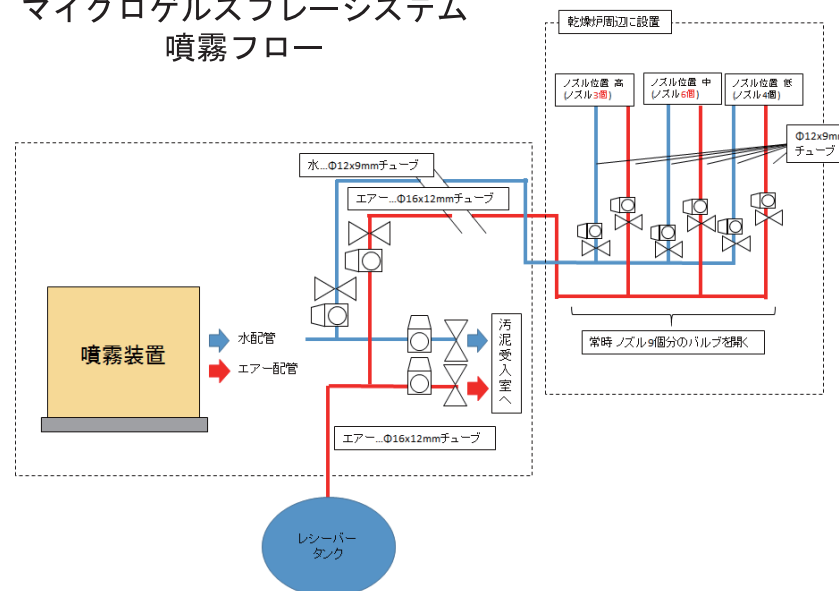 マイクロゲルスプレーシステム
噴霧フロー
乾燥炉周辺に設置
ノズル位置 高
(ノズル3個)
ノズル位置 中
(ノズル6個)
ノズル位置 低
(ノズル4個)
Φ12x9mm
チューブ
水…Φ12x9mmチューブ
エアー…Φ16x12mmチューブ
噴霧装置
水配管
エアー配管
汚泥受入室へ
常時 ノズル9個分のバルブを開く
エアー…Φ16x12mmチューブ
レシーバー
タンク